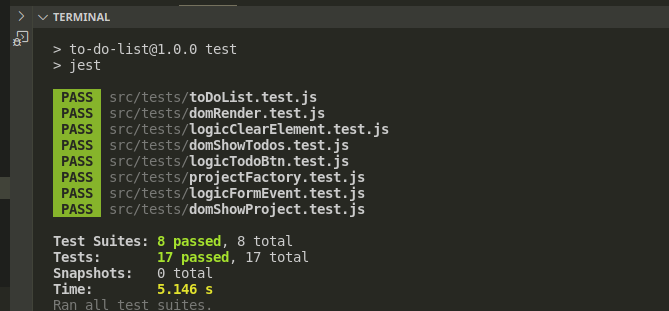 TERMINAL
> to-do-list@1.0.0 test
> jest
PASS src/tests/toDoList.test.js
PASS src/tests/domRender.test.js
PASS src/tests/logicClearElement.test.js
PASS src/tests/domShowTodos.test.js
PASS src/tests/logicTodoBtn.test.js
PASS src/tests/projectFactory.test.js
PASS src/tests/logicFormEvent.test.js
PASS src/tests/domShowProject.test.js
Test Suites: 8 passed, 8 total
Tests: 17 passed, 17 total
Snapshots: 0 total
Time: 5.146 s
Ran all test suites.